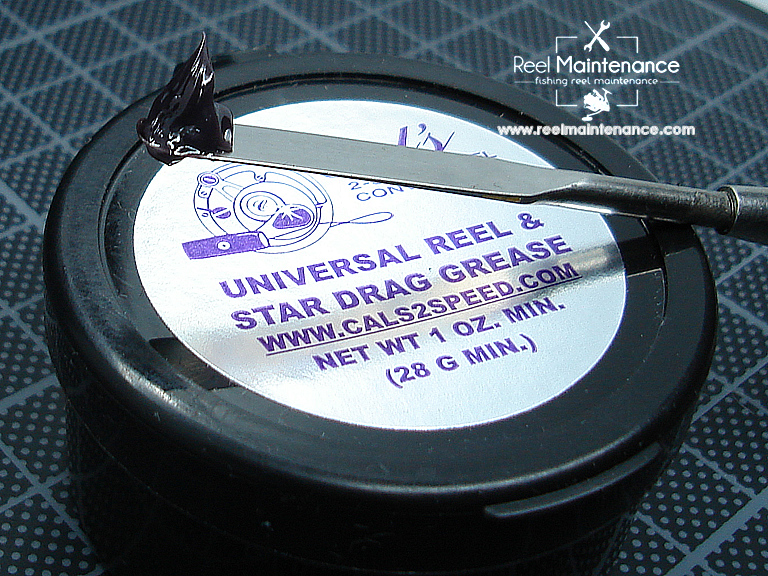 Reel Maintenance
fishing reel maintenance
www.reelmaintenance.com
UNIVERSAL REEL &
STAR DRAG GREASE
WWW.CALS2SPEED.COM
NET WT 1 OZ. MIN.
(28 G MIN.)